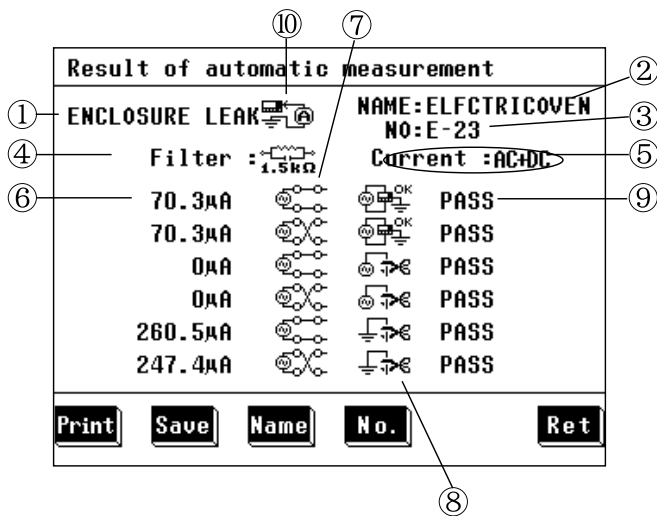 ⑩ ⑦
Result of automatic measurement
②
① ENCLOSURE LEAK A NAME:ELFCTRICOVEN
NO:E-23 ③
④ Filter : 1.5kΩ Current :AC+DC ⑤
⑥ 70.3µA OK PASS ⑨
70.3µA OK PASS
0µA PASS
0µA PASS
260.5µA PASS
247.4µA PASS
Print Save Name No. Ret
⑧